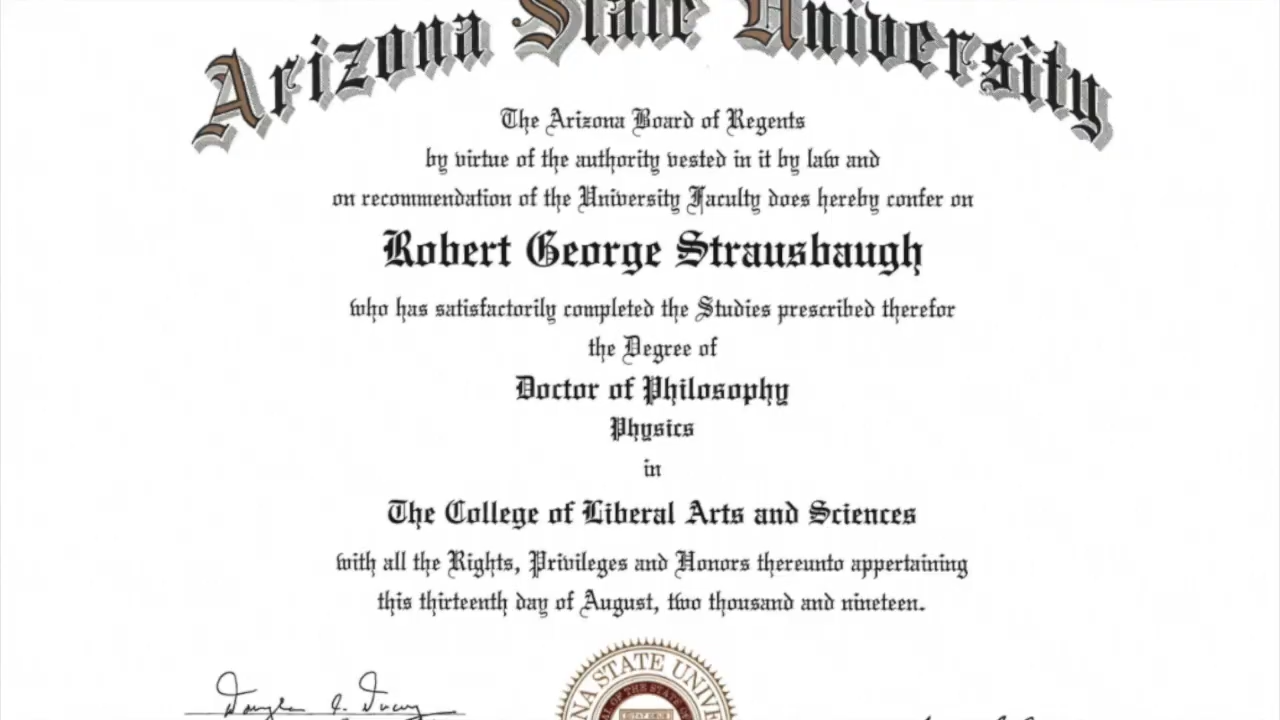 Arizona State University
The Arizona Board of Regents
by virtue of the authority vested in it by law and
on recommendation of the University Faculty does hereby confer on
Robert George Strausbaugh
who has satisfactorily completed the Studies prescribed therefor
the Degree of
Doctor of Philosophy
Physics
in
The College of Liberal Arts and Sciences
with all the Rights, Privileges and Honors thereunto appertaining
this thirteenth day of August, two thousand and nineteen.
STATE